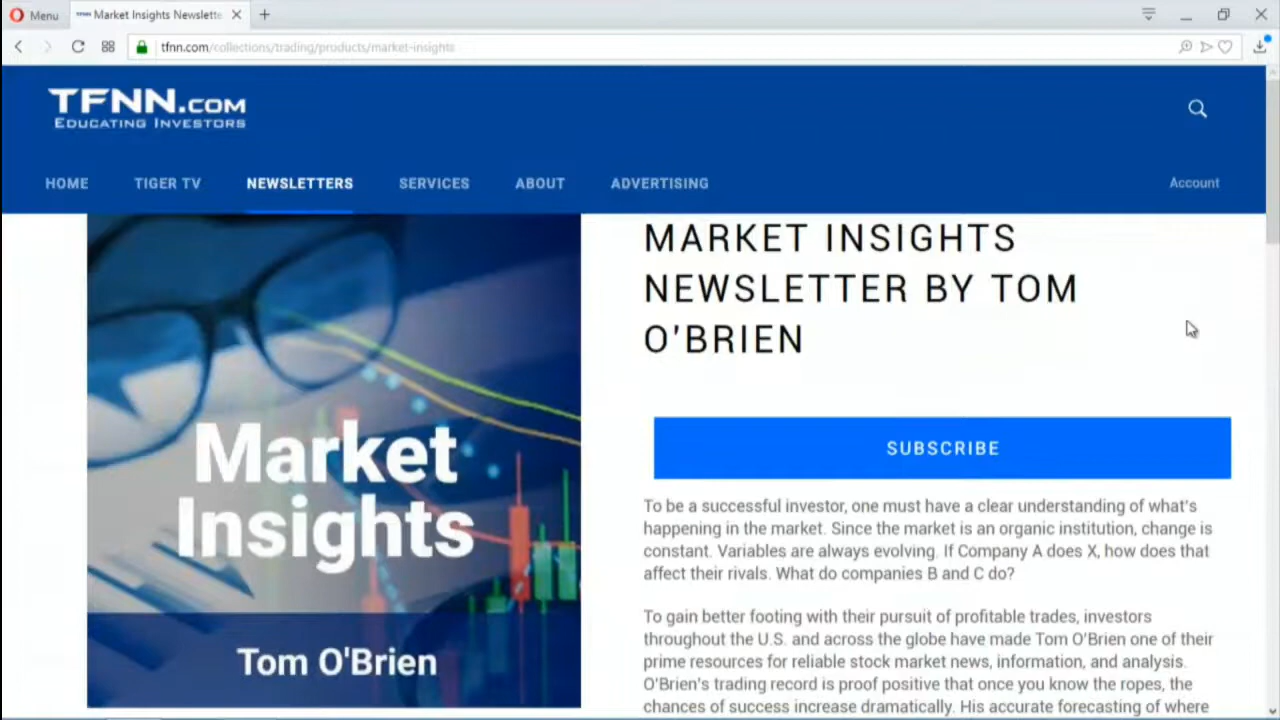 Menu
Market Insights Newslette
tfnn.com/collections/trading/products/market-insights
TFNN.COM
EDUCATING INVESTORS
HOME TIGER TV NEWSLETTERS SERVICES ABOUT ADVERTISING Account
MARKET INSIGHTS
NEWSLETTER BY TOM
O'BRIEN
Market
Insights
Tom O'Brien
SUBSCRIBE
To be a successful investor, one must have a clear understanding of what's
happening in the market. Since the market is an organic institution, change is
constant. Variables are always evolving. If Company A does X, how does that
affect their rivals. What do companies B and C do?
To gain better footing with their pursuit of profitable trades, investors
throughout the U.S. and across the globe have made Tom O'Brien one of their
prime resources for reliable stock market news, information, and analysis.
O'Brien's trading record is proof positive that once you know the ropes, the
chances of success increase dramatically. His accurate forecasting of where